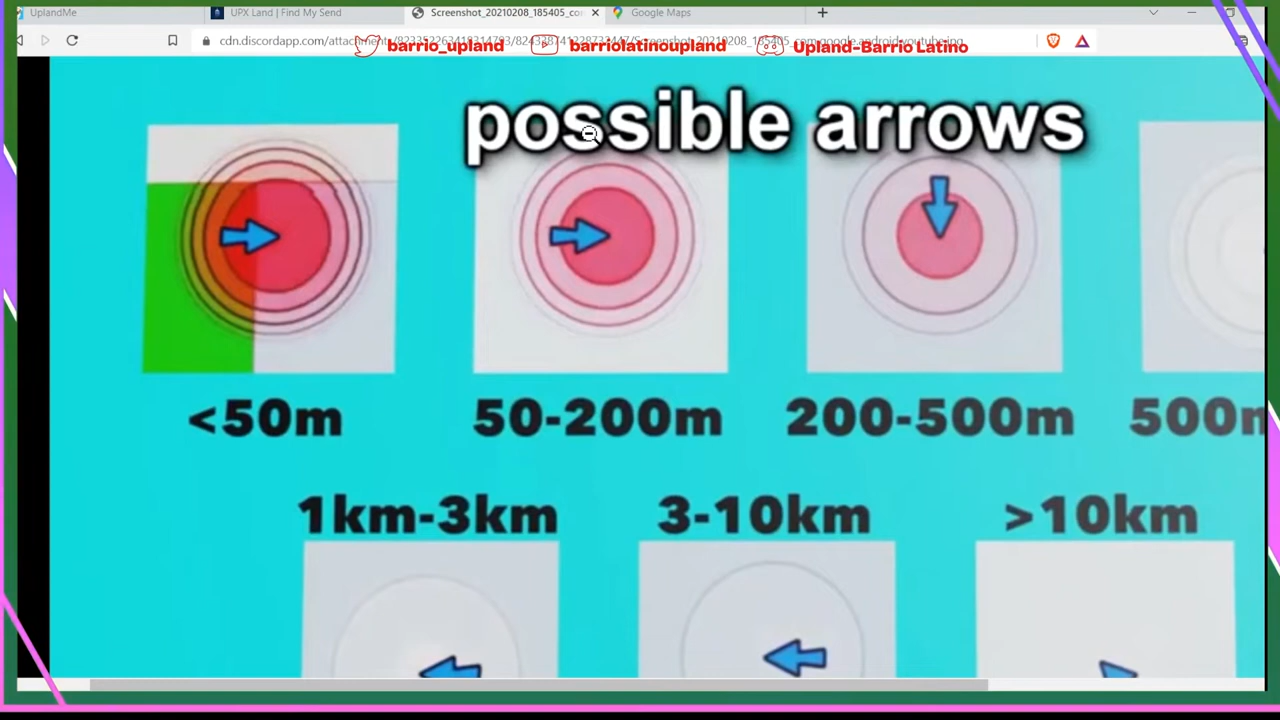 UplandMe
UPX Land | Find My Send
Screenshot_20210208_185405_co
Google Maps
barrio_upland
barriolatinoupland
Upland-Barrio Latino
possible arrows
<50m
50-200m
200-500m
500m
1km-3km
3-10km
>10km